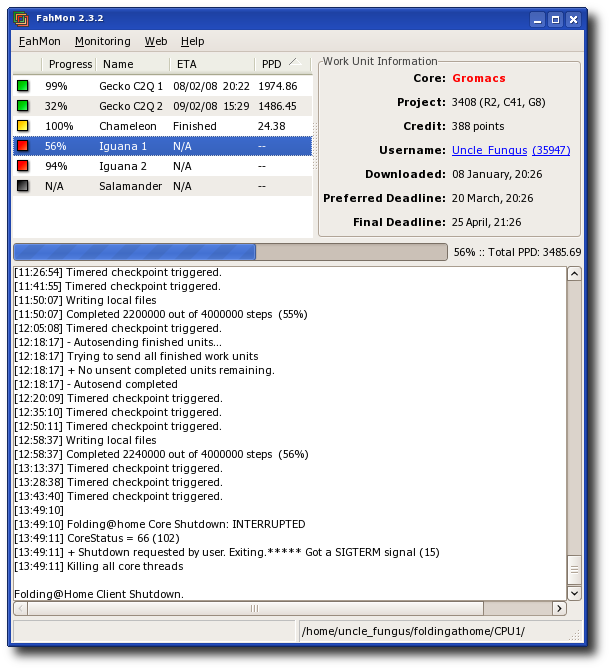 FahMon 2.3.2
FahMon Monitoring Web Help
Progress Name ETA PPD
99% Gecko C2Q 1 08/02/08 20:22 1974.86
32% Gecko C2Q 2 09/02/08 15:29 1486.45
100% Chameleon Finished 24.38
56% Iguana 1 N/A --
94% Iguana 2 N/A --
N/A Salamander N/A --
Work Unit Information
Core: Gromacs
Project: 3408 (R2, C41, G8)
Credit: 388 points
Username: Uncle_Fungus (35947)
Downloaded: 08 January, 20:26
Preferred Deadline: 20 March, 20:26
Final Deadline: 25 April, 21:26
56% :: Total PPD: 3485.69
[11:26:54] Timered checkpoint triggered.
[11:41:55] Timered checkpoint triggered.
[11:50:07] Writing local files
[11:50:07] Completed 2200000 out of 4000000 steps (55%)
[12:05:08] Timered checkpoint triggered.
[12:18:17] - Autosending finished units...
[12:18:17] Trying to send all finished work units
[12:18:17] + No unsent completed units remaining.
[12:18:17] - Autosend completed
[12:20:09] Timered checkpoint triggered.
[12:35:10] Timered checkpoint triggered.
[12:50:11] Timered checkpoint triggered.
[12:58:37] Writing local files
[12:58:37] Completed 2240000 out of 4000000 steps (56%)
[13:13:37] Timered checkpoint triggered.
[13:28:38] Timered checkpoint triggered.
[13:43:40] Timered checkpoint triggered.
[13:49:10]
[13:49:10] Folding@home Core Shutdown: INTERRUPTED
[13:49:11] CoreStatus = 66 (102)
[13:49:11] + Shutdown requested by user. Exiting.***** Got a SIGTERM signal (15)
[13:49:11] Killing all core threads
Folding@Home Client Shutdown.
/home/uncle_fungus/foldingathome/CPU1/